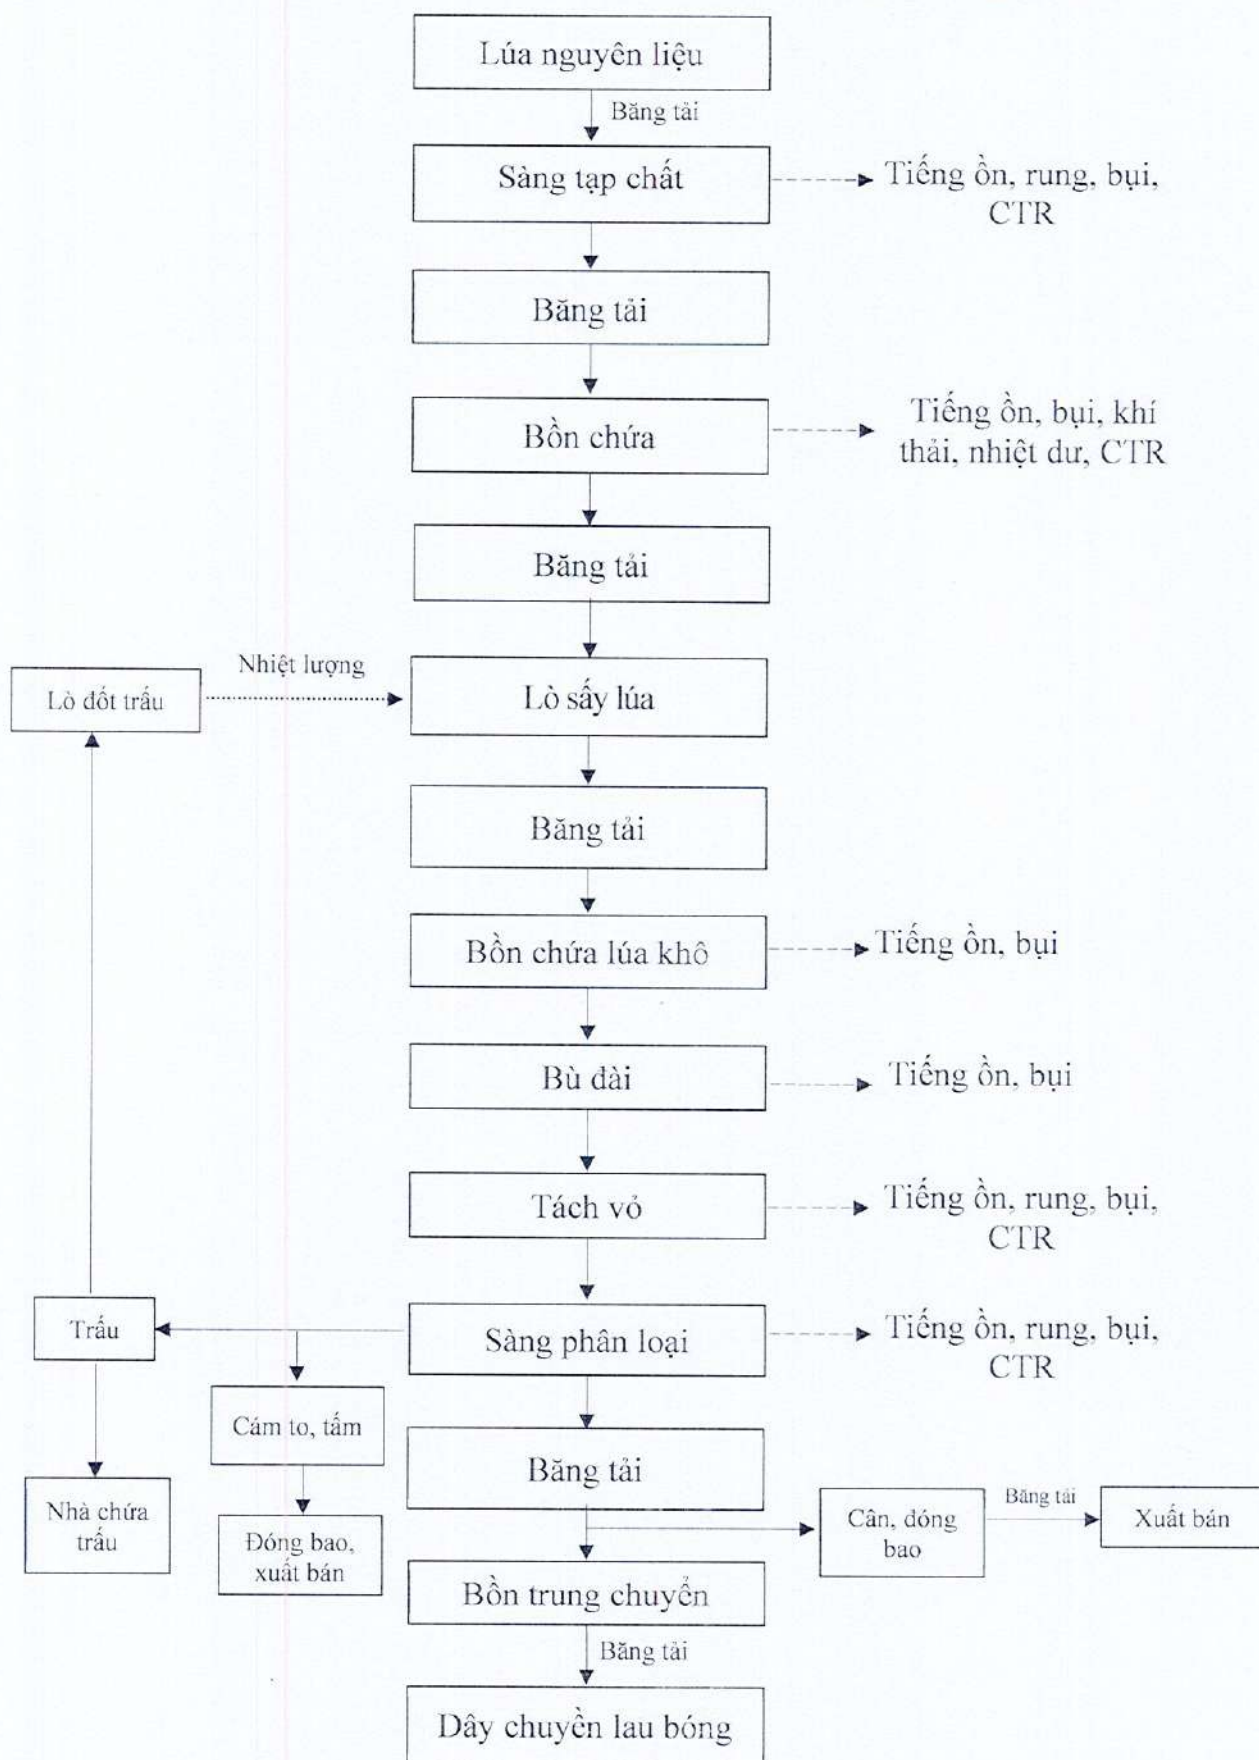 Lúa nguyên liệu
Băng tải
Sàng tạp chất
Tiếng ồn, rung, bụi,
CTR
Băng tải
Bồn chứa
Tiếng ồn, bụi, khí
thải, nhiệt dư, CTR
Băng tải
Nhiệt lượng
Lò đốt trấu
Lò sấy lúa
Băng tải
Bồn chứa lúa khô
Tiếng ồn, bụi
Bù đài
Tiếng ồn, bụi
Tách vỏ
Tiếng ồn, rung, bụi,
CTR
Trấu
Sàng phân loại
Tiếng ồn, rung, bụi,
CTR
Cám to, tấm
Băng tải
Nhà chứa
trấu
Đóng bao,
xuất bán
Cân, đóng
bao
Băng tải
Xuất bán
Bồn trung chuyển
Băng tải
Dây chuyền lau bóng